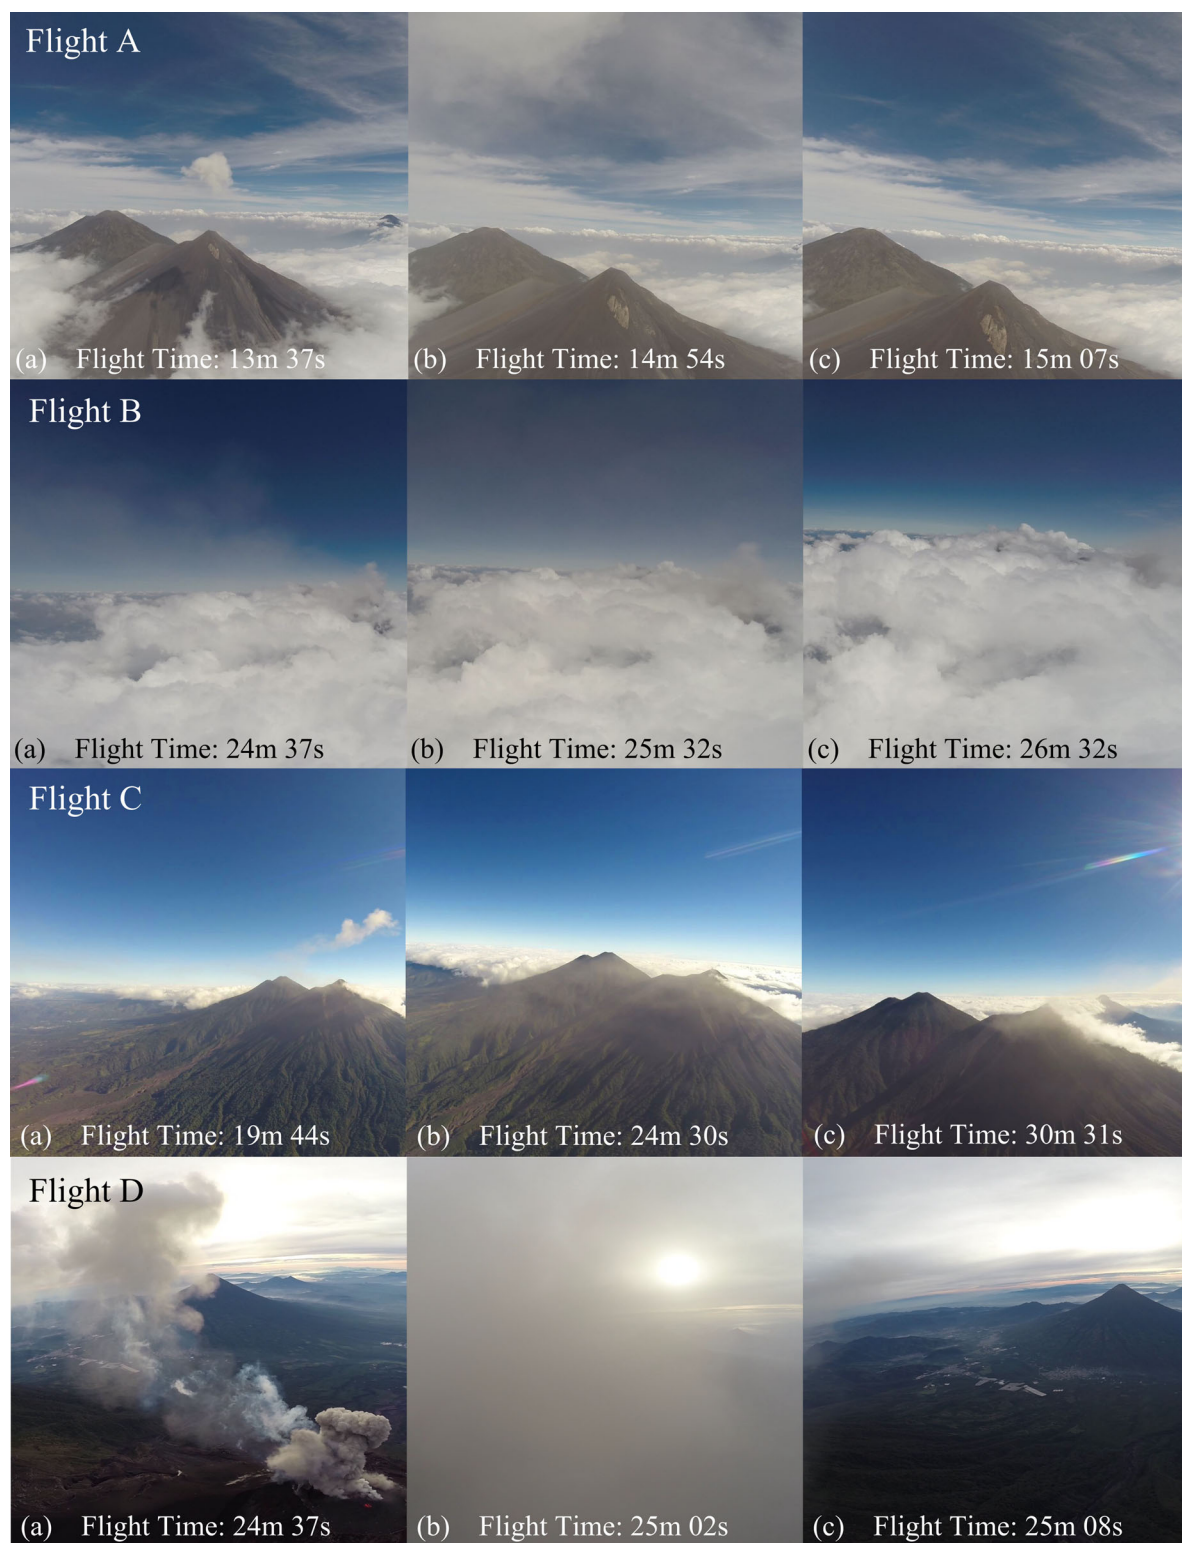 Flight A
(a) Flight Time: 13m 37s
(b) Flight Time: 14m 54s
(c) Flight Time: 15m 07s
Flight B
(a) Flight Time: 24m 37s
(b) Flight Time: 25m 32s
(c) Flight Time: 26m 32s
Flight C
(a) Flight Time: 19m 44s
(b) Flight Time: 24m 30s
(c) Flight Time: 30m 31s
Flight D
(a) Flight Time: 24m 37s
(b) Flight Time: 25m 02s
(c) Flight Time: 25m 08s